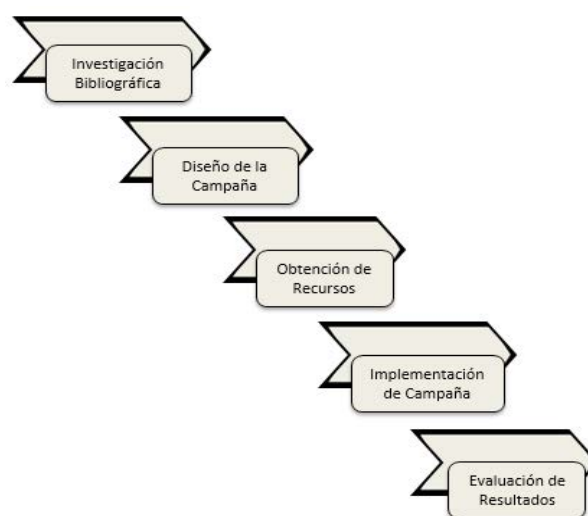 Investigación
Bibliográfica
Diseño de la
Campaña
Obtención de
Recursos
Implementación
de Campaña
Evaluación de
Resultados